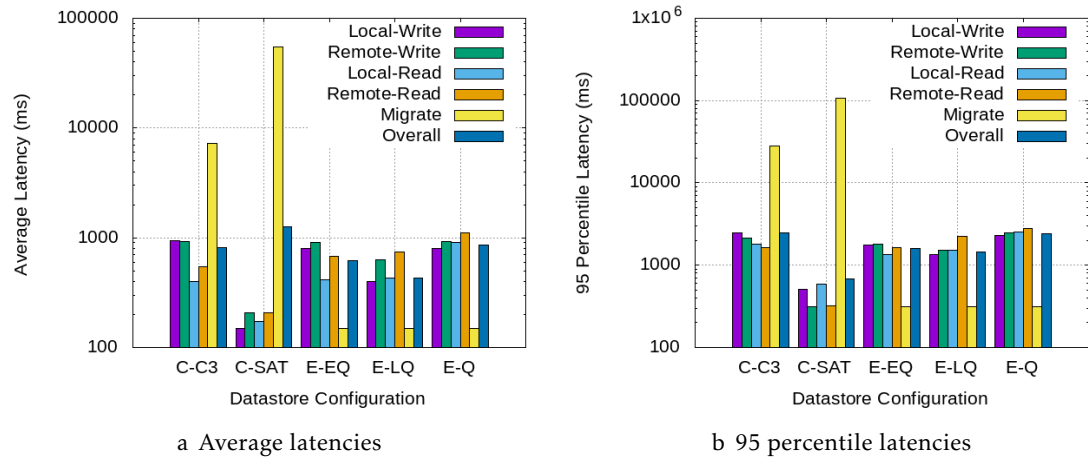 100000
10000
1000
100
Average Latency (ms)
Local-Write
Remote-Write
Local-Read
Remote-Read
Migrate
Overall
C-C3 C-SAT E-EQ E-LQ E-Q
Datastore Configuration
a Average latencies
1x10^6
100000
10000
1000
100
95 Percentile Latency (ms)
Local-Write
Remote-Write
Local-Read
Remote-Read
Migrate
Overall
C-C3 C-SAT E-EQ E-LQ E-Q
Datastore Configuration
b 95 percentile latencies